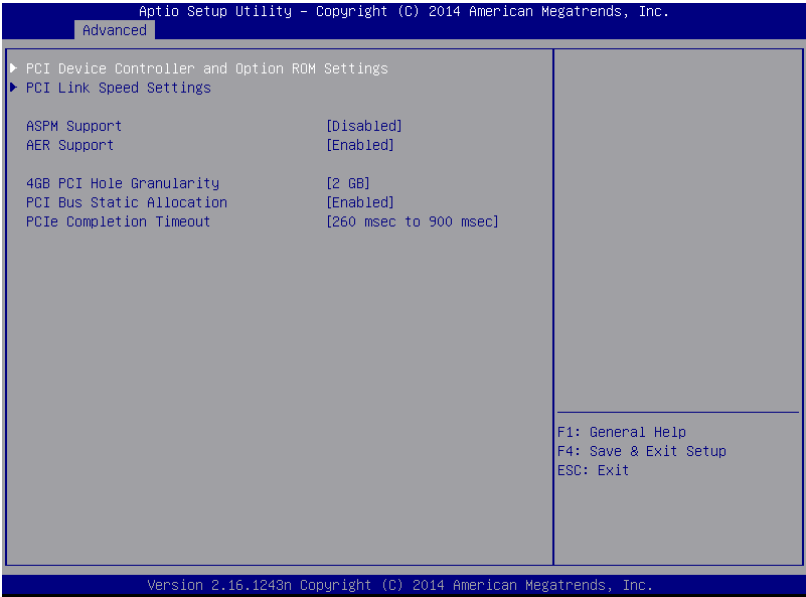 Aptio Setup Utility – Copyright (C) 2014 American Megatrends, Inc.
Advanced
PCI Device Controller and Option ROM Settings
PCI Link Speed Settings
ASPM Support [Disabled]
AER Support [Enabled]
4GB PCI Hole Granularity [2 GB]
PCI Bus Static Allocation [Enabled]
PCIe Completion Timeout [260 msec to 900 msec]
F1: General Help
F4: Save & Exit Setup
ESC: Exit
Version 2.16.1243n Copyright (C) 2014 American Megatrends, Inc.